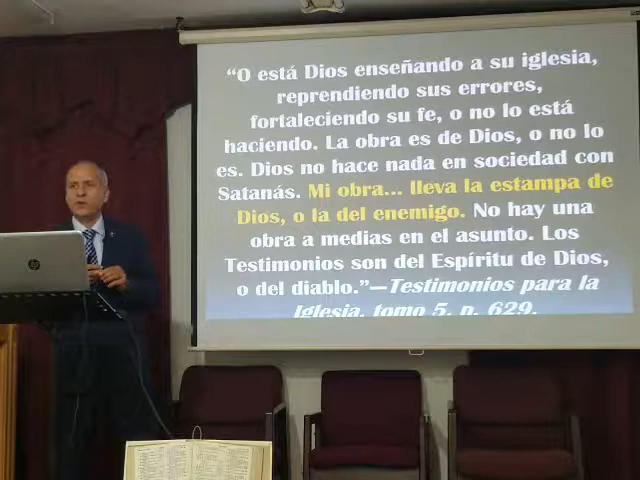 “O está Dios enseñando a su iglesia,
reprendiendo sus errores,
fortaleciendo su fe, o no lo está
haciendo. La obra es de Dios, o no lo
es. Dios no hace nada en sociedad con
Satanás. Mi obra... lleva la estampa de
Dios, o la del enemigo. No hay una
obra a medias en el asunto. Los
Testimonios son del Espíritu de Dios,
o del diablo.”—Testimonios para la
Iglesia, tomo 5, p. 629.
hp